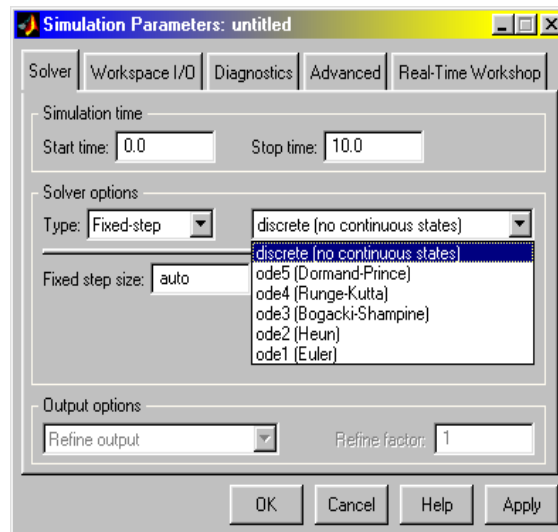 Simulation Parameters: untitled
Solver Workspace I/O Diagnostics Advanced Real-Time Workshop
Simulation time
Start time: 0.0 Stop time: 10.0
Solver options
Type: Fixed-step discrete (no continuous states)
discrete (no continuous states)
Fixed step size: auto
ode5 (Dormand-Prince)
ode4 (Runge-Kutta)
ode3 (Bogacki-Shampine)
ode2 (Heun)
ode1 (Euler)
Output options
Refine output Refine factor: 1
OK Cancel Help Apply